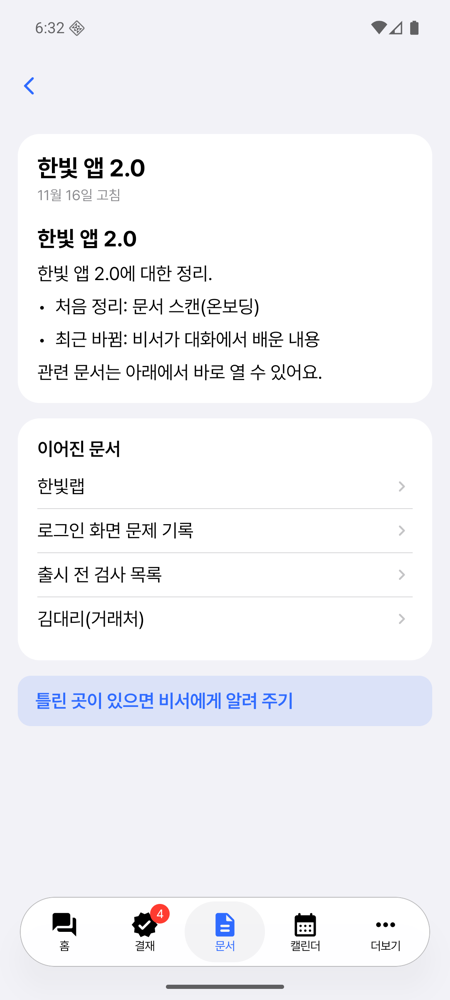 6:32
한빛 앱 2.0
11월 16일 고침
한빛 앱 2.0
한빛 앱 2.0에 대한 정리.
• 처음 정리: 문서 스캔(온보딩)
• 최근 바뀜: 비서가 대화에서 배운 내용
관련 문서는 아래에서 바로 열 수 있어요.
이어진 문서
한빛랩
로그인 화면 문제 기록
출시 전 검사 목록
김대리(거래처)
틀린 곳이 있으면 비서에게 알려 주기
4
홈
결재
문서
캘린더
더보기